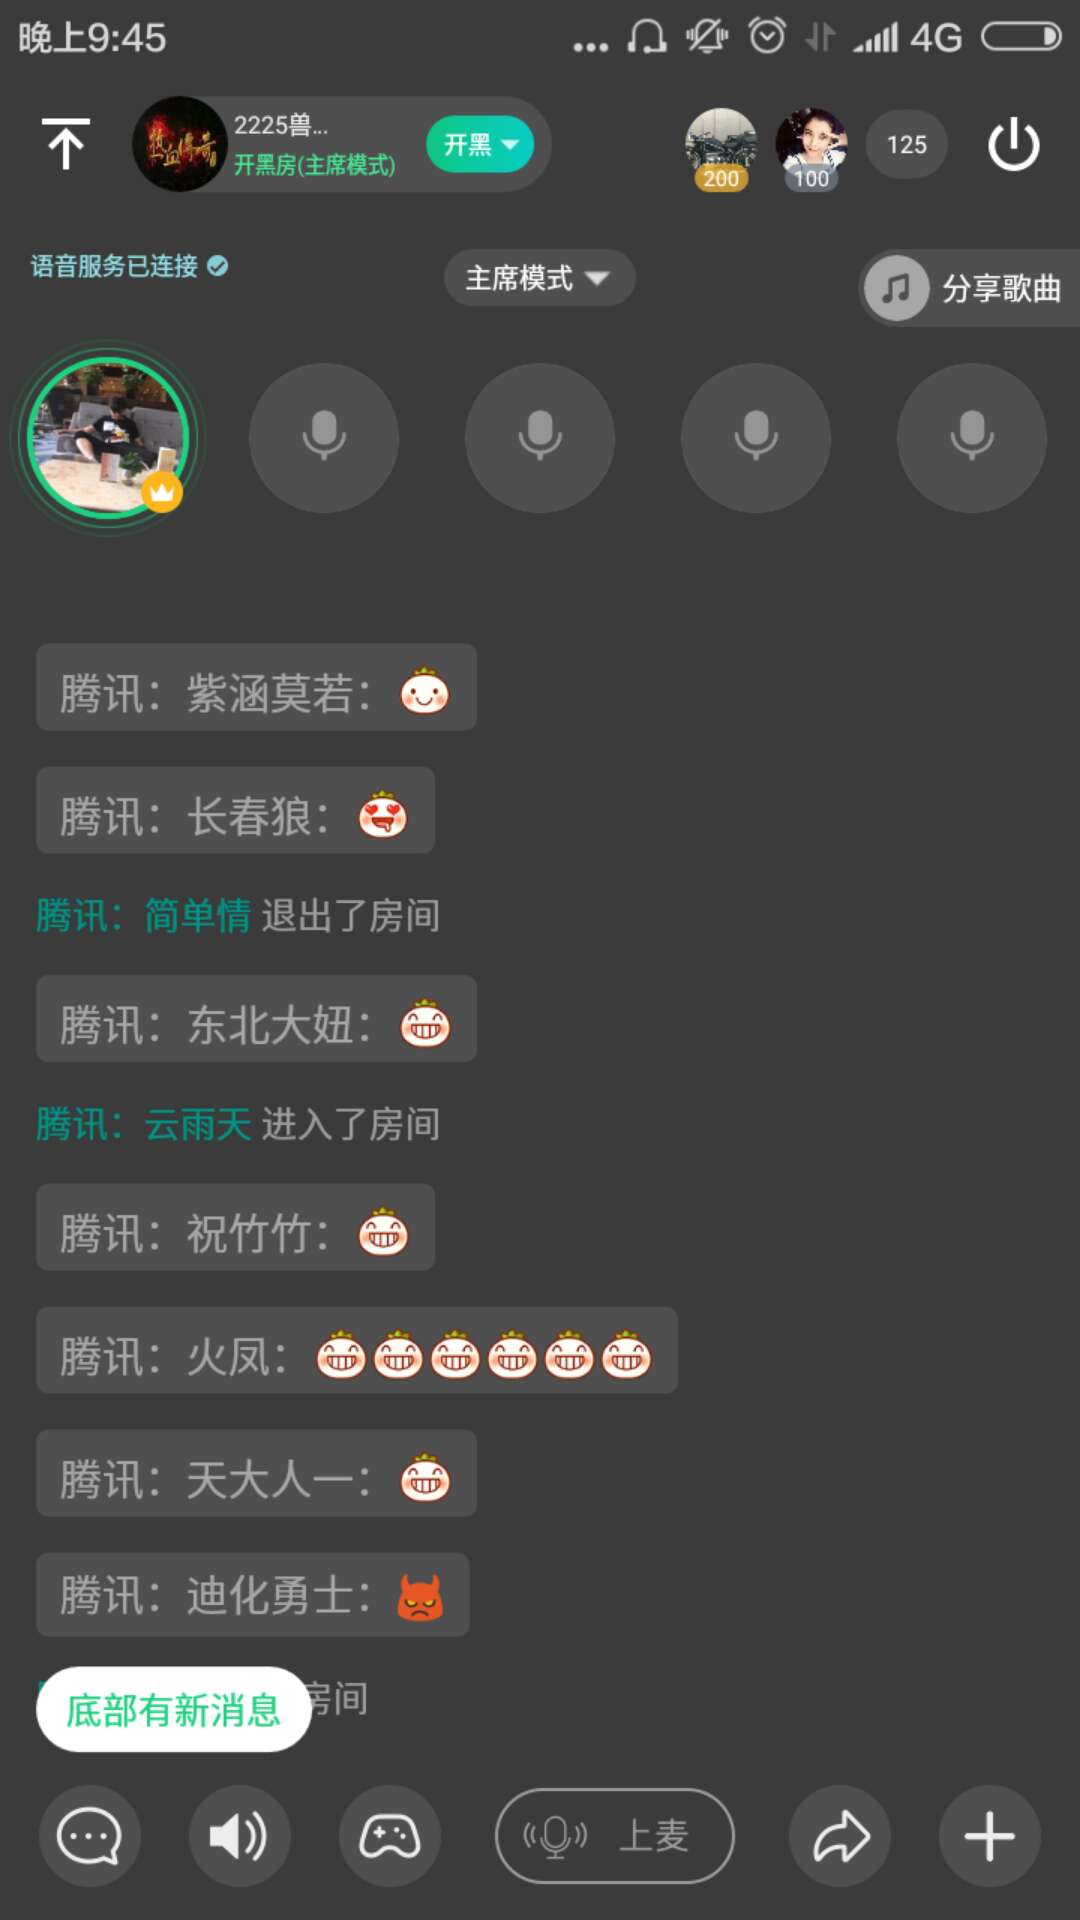 晚上9:45
4G
热血传奇
2225兽...
开黑房(主席模式)
开黑
200
100
125
语音服务已连接
主席模式
分享歌曲
腾讯：紫涵莫若：
腾讯：长春狼：
腾讯：简单情 退出了房间
腾讯：东北大妞：
腾讯：云雨天 进入了房间
腾讯：祝竹竹：
腾讯：火凤：
腾讯：天大人一：
腾讯：迪化勇士：
房间
底部有新消息
上麦